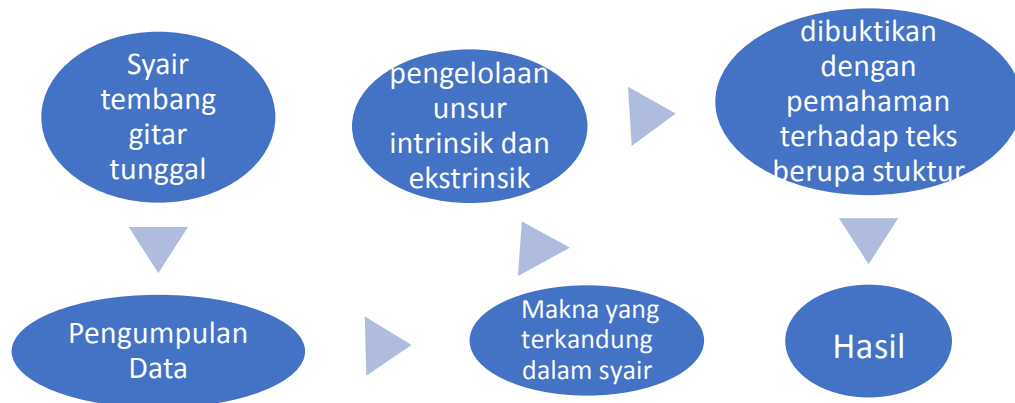 Syair
tembang
gitar
tunggal
Pengumpulan
Data
Makna yang
terkandung
dalam syair
pengelolaan
unsur
intrinsik dan
ekstrinsik
dibuktikan
dengan
pemahaman
terhadap teks
berupa stuktur
Hasil